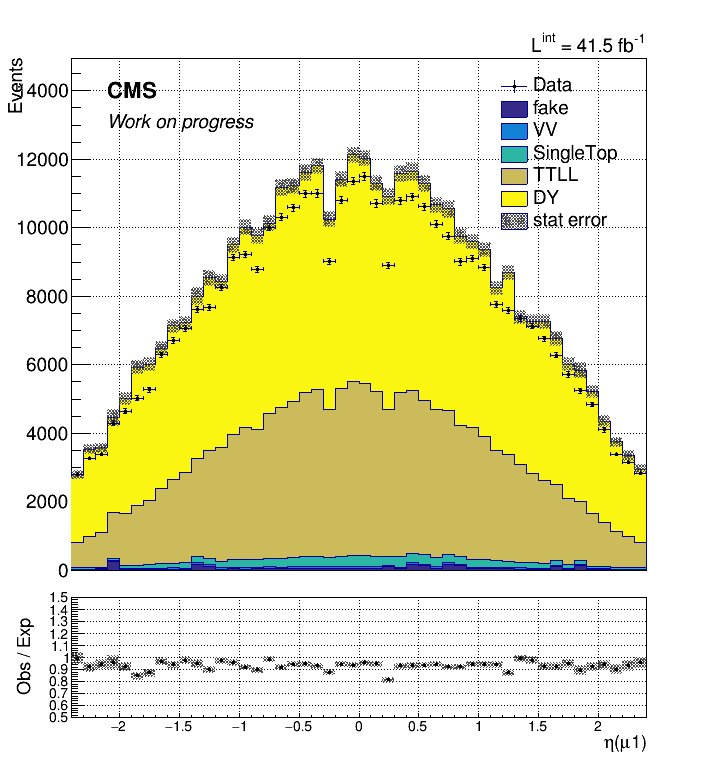 L^int = 41.5 fb^-1
Events
14000
12000
10000
8000
6000
4000
2000
0
CMS
Work on progress
Data
fake
VV
SingleTop
TTLL
DY
stat error
Obs / Exp
1.5
1.4
1.3
1.2
1.1
1
0.9
0.8
0.7
0.6
0.5
−2
−1.5
−1
−0.5
0
0.5
1
1.5
2
η(μ1)